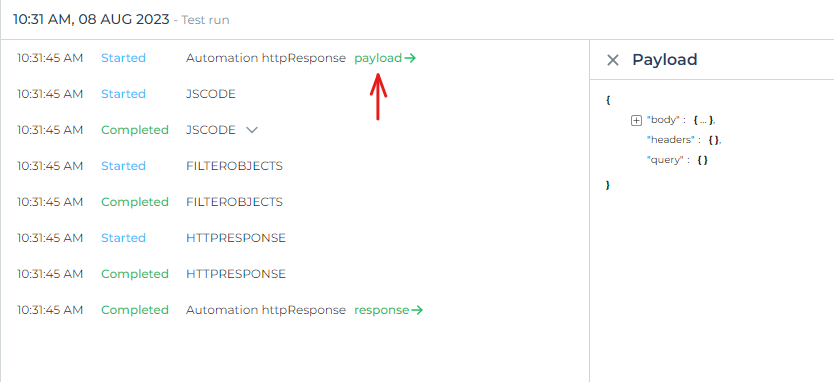 10:31 AM, 08 AUG 2023 - Test run
10:31:45 AM Started Automation httpResponse payload→
10:31:45 AM Started JSCODE
10:31:45 AM Completed JSCODE
10:31:45 AM Started FILTEROBJECTS
10:31:45 AM Completed FILTEROBJECTS
10:31:45 AM Started HTTPRESPONSE
10:31:45 AM Completed HTTPRESPONSE
10:31:45 AM Completed Automation httpResponse response→
Payload
{
"body" : { ... },
"headers" : { },
"query" : { }
}